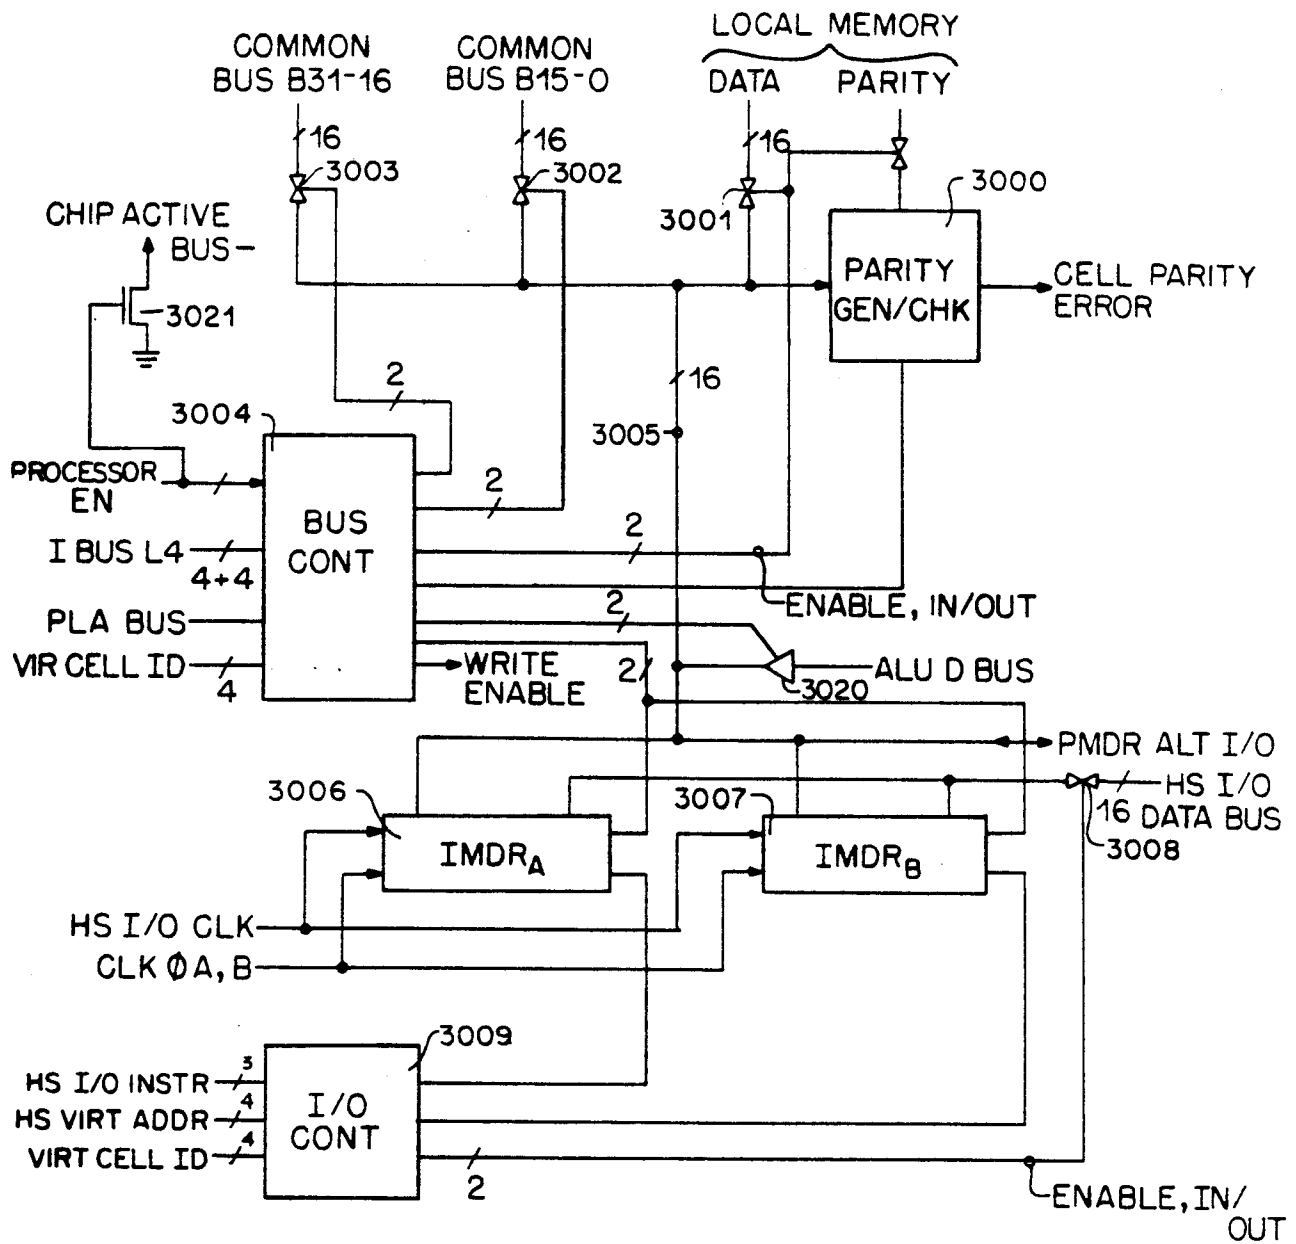 LOCAL MEMORY
COMMON
BUS B31-16
COMMON
BUS B15-0
DATA
PARITY
16
16
16
3003
3002
3001
3000
CHIP ACTIVE
BUS-
3021
PARITY
GEN/CHK
CELL PARITY
ERROR
2
16
3004
3005
PROCESSOR
EN
2
BUS
CONT
I BUS L4
4+4
2
ENABLE, IN/OUT
PLA BUS
2
VIR CELL ID
4
WRITE
ENABLE
2
3020
ALU D BUS
PMDR ALT I/O
3006
3007
HS I/O
DATA BUS
16
3008
IMDRA
IMDRB
HS I/O CLK
CLK ØA, B
3009
HS I/O INSTR
3
HS VIRT ADDR
4
VIRT CELL ID
4
I/O
CONT
2
ENABLE, IN/
OUT